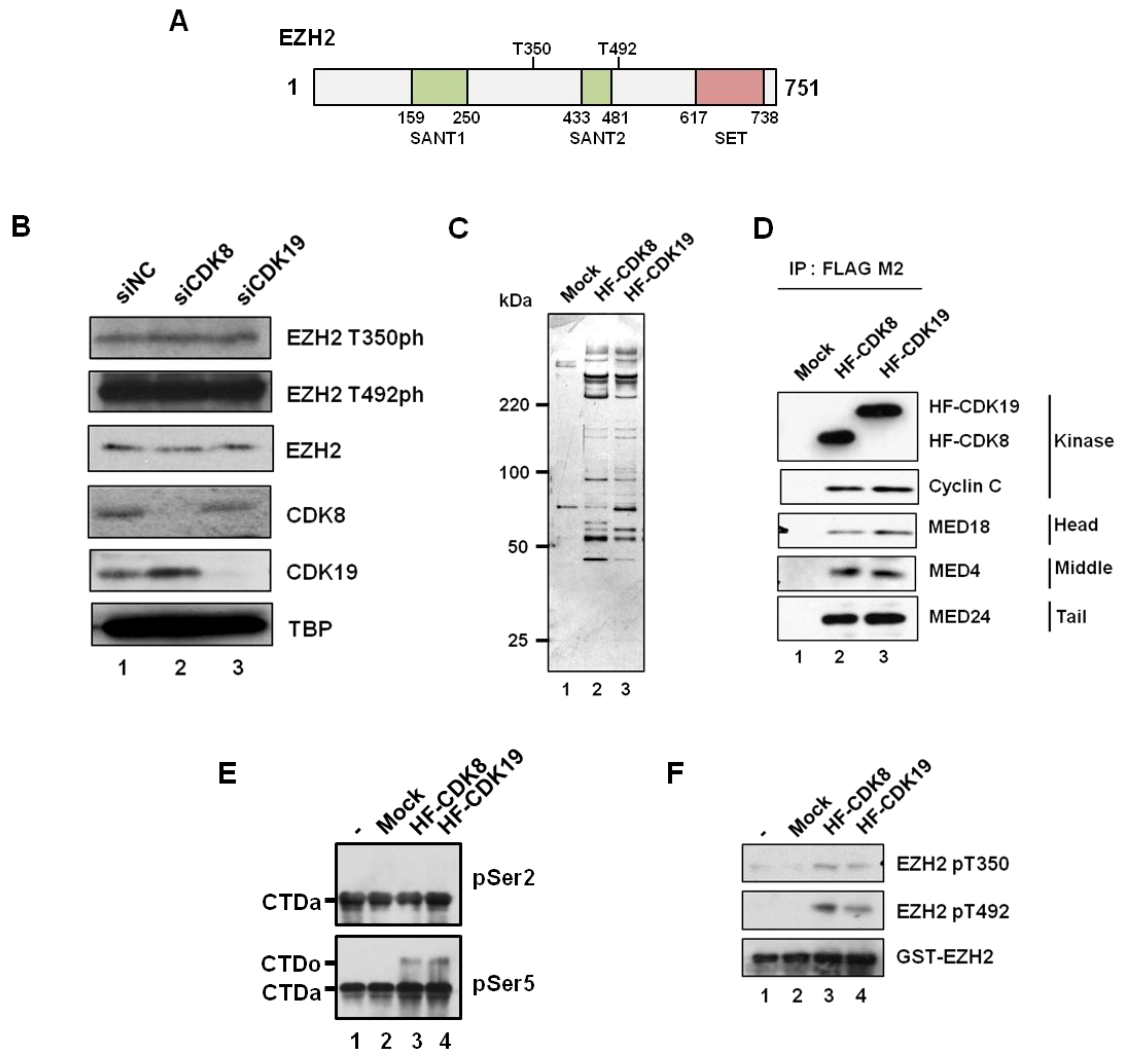 A
EZH2
T350 T492
1 751
159 250 433 481 617 738
SANT1 SANT2 SET
B
siNC siCDK8 siCDK19
EZH2 T350ph
EZH2 T492ph
EZH2
CDK8
CDK19
TBP
1 2 3
C
kDa
Mock HF-CDK8 HF-CDK19
220
100
50
25
1 2 3
D
IP : FLAG M2
Mock HF-CDK8 HF-CDK19
HF-CDK19
HF-CDK8
Kinase
Cyclin C
MED18 Head
MED4 Middle
MED24 Tail
1 2 3
E
- Mock HF-CDK8 HF-CDK19
pSer2
CTDa
CTDo
CTDa
pSer5
1 2 3 4
F
- Mock HF-CDK8 HF-CDK19
EZH2 pT350
EZH2 pT492
GST-EZH2
1 2 3 4